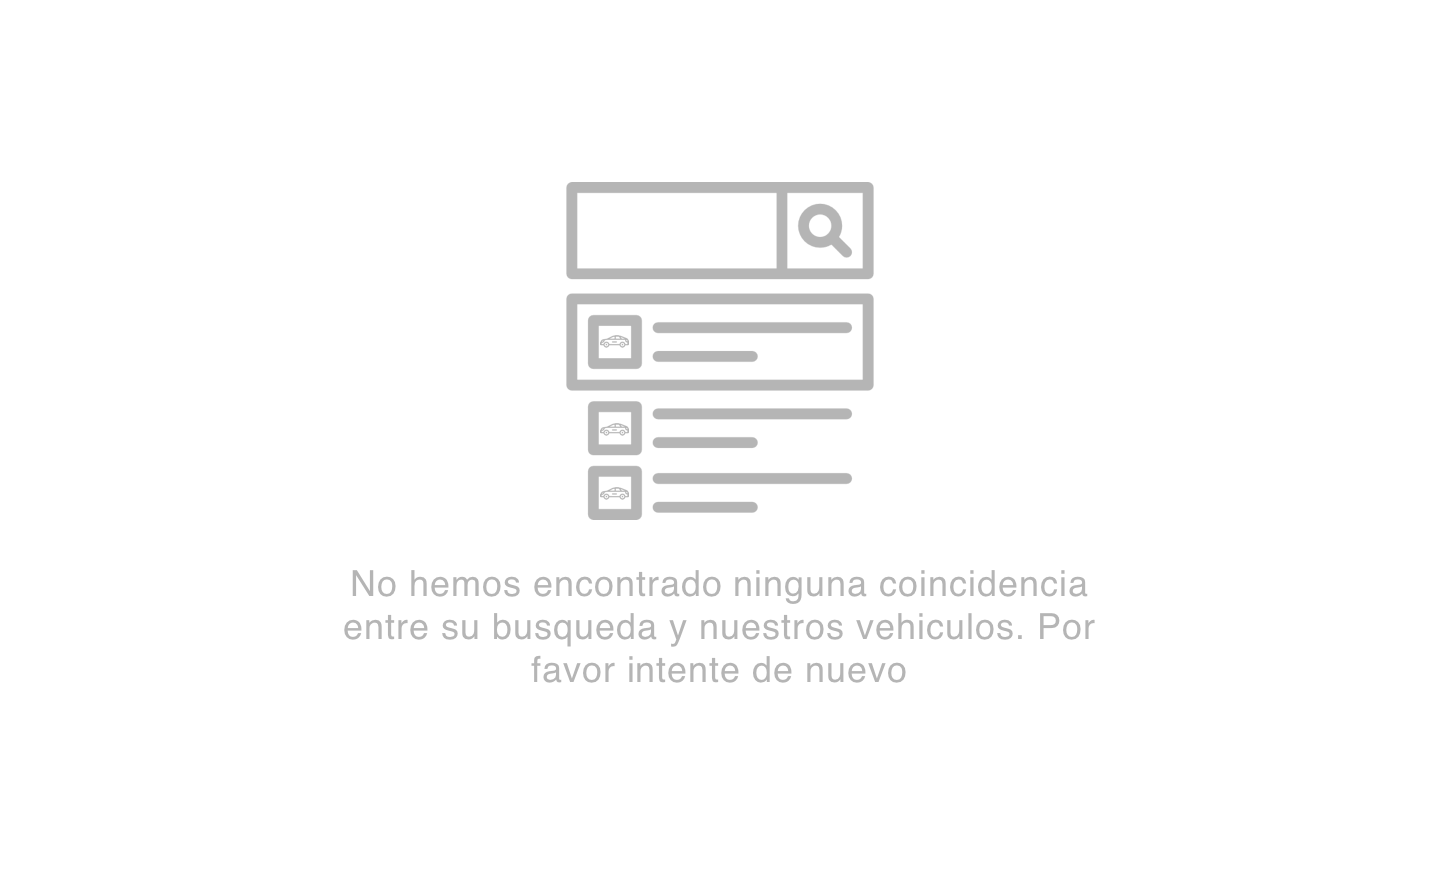 No hemos encontrado ninguna coincidencia
entre su busqueda y nuestros vehiculos. Por
favor intente de nuevo